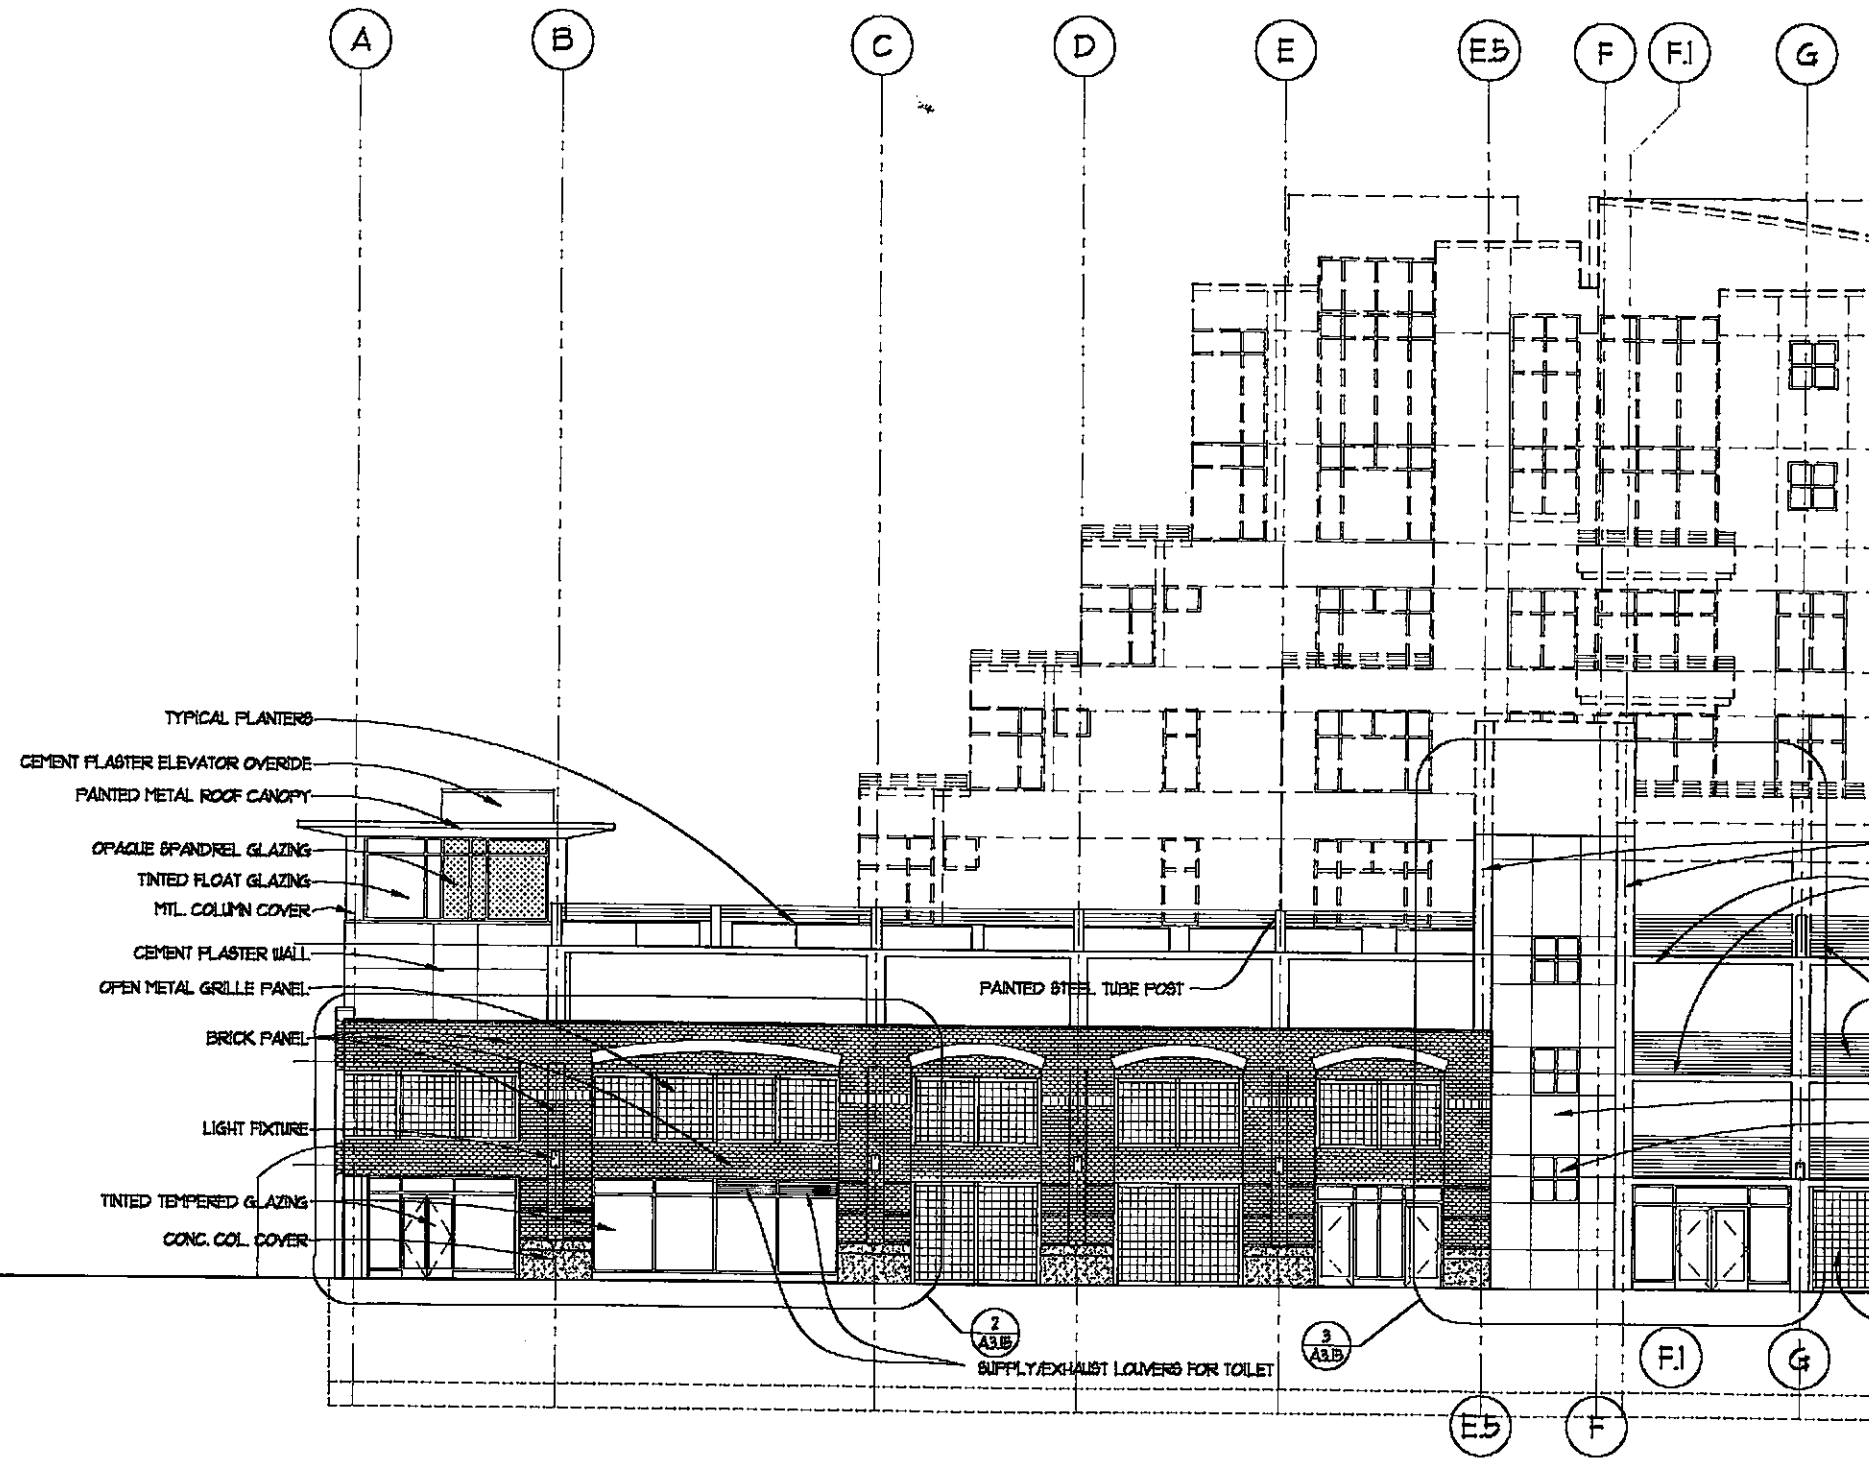 A B C D E E.5 F F.1 G
TYPICAL PLANTERS
CEMENT PLASTER ELEVATOR OVERIDE
PAINTED METAL ROOF CANOPY
OPAQUE SPANDREL GLAZING
TINTED FLOAT GLAZING
MTL. COLUMN COVER
CEMENT PLASTER WALL
OPEN METAL GRILLE PANEL
PAINTED STEEL TUBE POST
BRICK PANEL
LIGHT FIXTURE
TINTED TEMPERED GLAZING
CONC. COL. COVER
2
A3.1B
3
A3.1B
SUPPLY/EXHAUST LOUVERS FOR TOILET
F.1 G
E.5 F